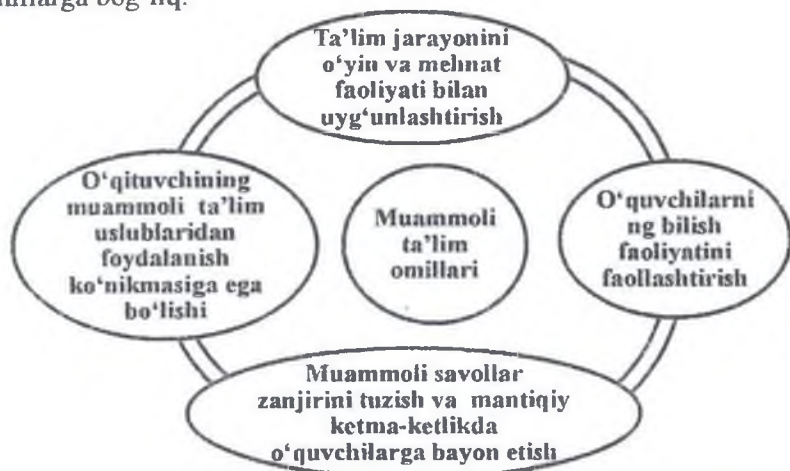 bog‘liq.
Ta’lim jarayonini
o‘yin va mehnat
faoliyati bilan
uyg‘unlashtirish
O‘qituvchining
muammoli ta’lim
uslublaridan
foydalanish
ko‘nikmasiga ega
bo‘lishi
Muammoli
ta’lim
omillari
O‘quvchilarni
ng bilish
faoliyatini
faollashtirish
Muammoli savollar
zanjirini tuzish va mantiqiy
ketma-ketlikda
o‘quvchilarga bayon etish